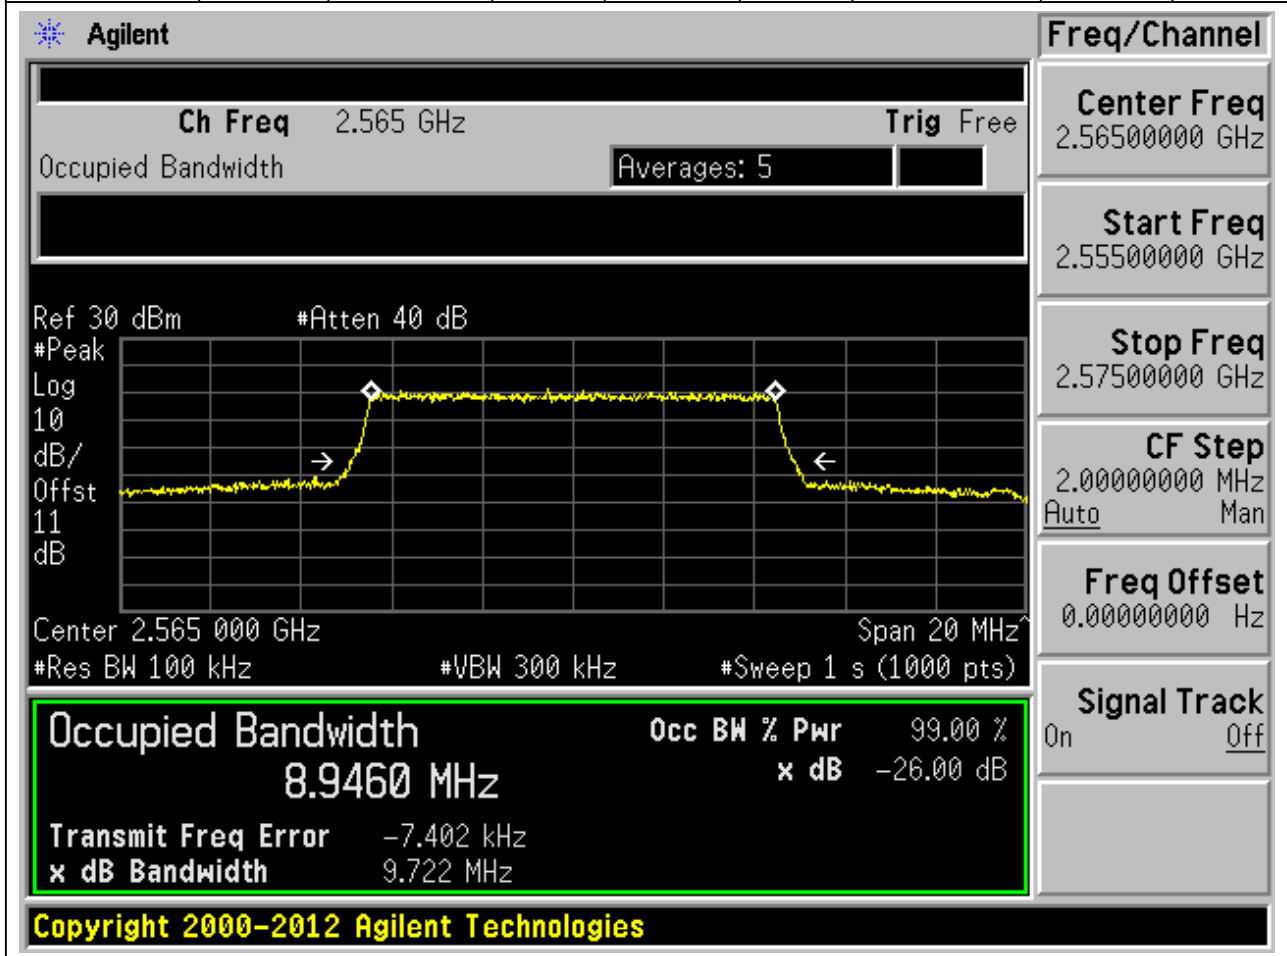 Agilent
Freq/Channel
Ch Freq 2.565 GHz Trig Free
Occupied Bandwidth Averages: 5
Center Freq
2.56500000 GHz
Start Freq
2.55500000 GHz
Stop Freq
2.57500000 GHz
CF Step
2.00000000 MHz
Auto Man
Freq Offset
0.00000000 Hz
Signal Track
On Off
Ref 30 dBm #Atten 40 dB
#Peak
Log
10
dB/
Offst
11
dB
Center 2.565 000 GHz Span 20 MHz^
#Res BW 100 kHz #VBW 300 kHz #Sweep 1 s (1000 pts)
Occupied Bandwidth Occ BW % Pwr 99.00 %
8.9460 MHz x dB -26.00 dB
Transmit Freq Error -7.402 kHz
x dB Bandwidth 9.722 MHz
Copyright 2000-2012 Agilent Technologies